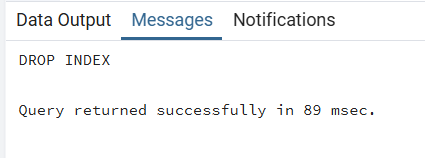 Data Output Messages Notifications
DROP INDEX
Query returned successfully in 89 msec.